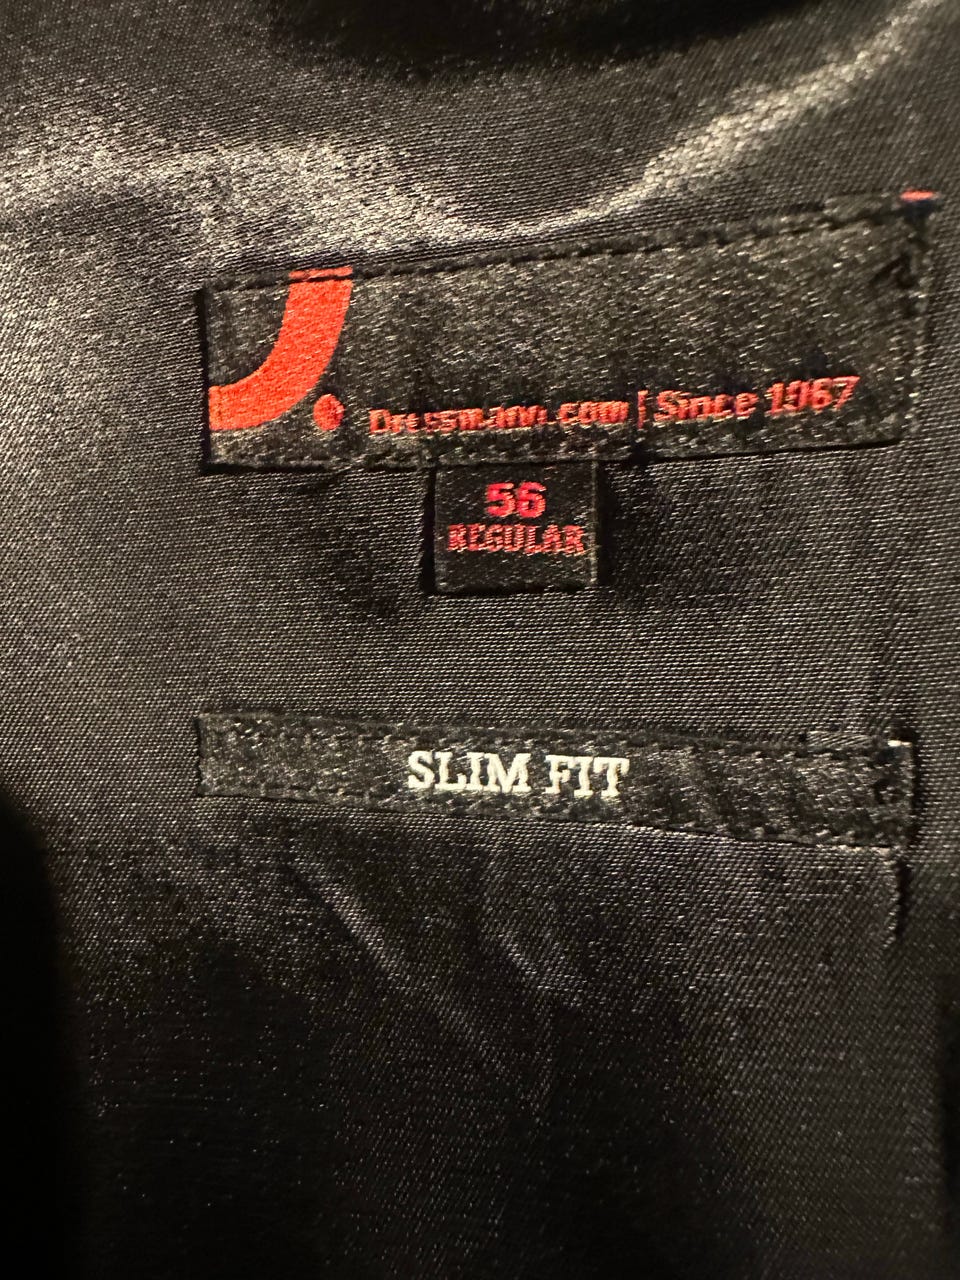 Dressmann.com | Since 1967
56
REGULAR
SLIM FIT